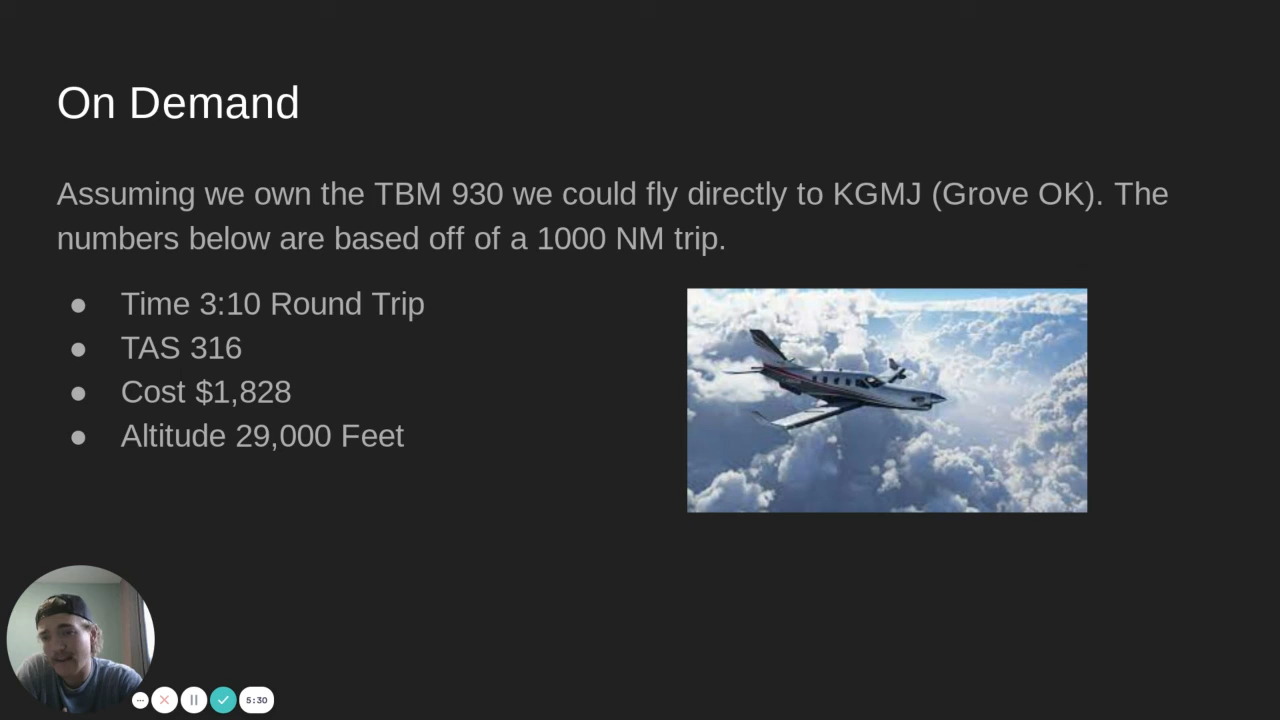 On Demand
Assuming we own the TBM 930 we could fly directly to KGMJ (Grove OK). The
numbers below are based off of a 1000 NM trip.
● Time 3:10 Round Trip
● TAS 316
● Cost $1,828
● Altitude 29,000 Feet
5:30